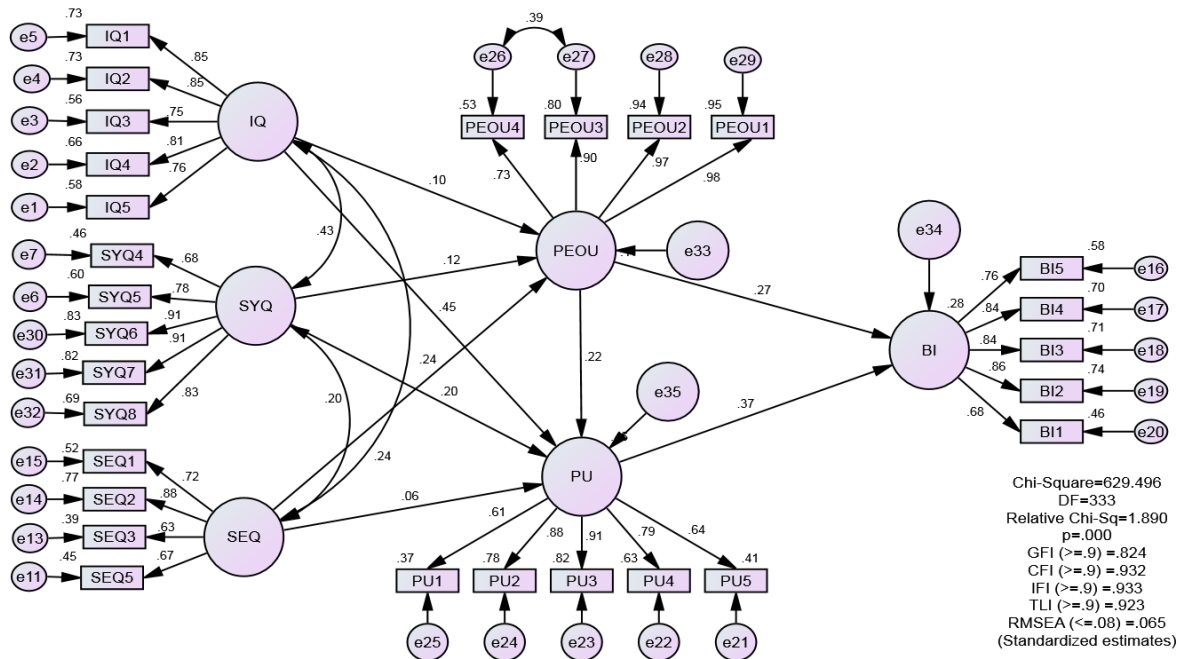 .39
.73
e5
IQ1
.85
e26
e27
e28
e29
.73
e4
IQ2
.85
IQ
.53
.80
.94
.95
.56
e3
IQ3
.75
PEOU4
PEOU3
PEOU2
PEOU1
.66
e2
IQ4
.81
.73
.90
.97
.98
.58
e1
IQ5
.76
.10
.43
.46
e7
SYQ4
.68
.12
PEOU
e33
e34
.60
e6
SYQ5
.78
SYQ
.45
.27
.58
.76
BI5
e16
.83
e30
SYQ6
.91
.28
.70
.84
BI4
e17
.82
e31
SYQ7
.91
.24
.22
BI
.71
.84
BI3
e18
.69
e32
SYQ8
.83
.20
.20
e35
.37
.74
.86
BI2
e19
.46
.68
BI1
e20
.52
e15
SEQ1
.72
.24
PU
.77
e14
SEQ2
.88
.06
.39
e13
SEQ3
.63
SEQ
.45
e11
SEQ5
.67
.61
.88
.91
.79
.64
.37
.78
.82
.63
.41
PU1
PU2
PU3
PU4
PU5
e25
e24
e23
e22
e21
Chi-Square=629.496
DF=333
Relative Chi-Sq=1.890
p=.000
GFI (>=.9) =.824
CFI (>=.9) =.932
IFI (>=.9) =.933
TLI (>=.9) =.923
RMSEA (<=.08) =.065
(Standardized estimates)